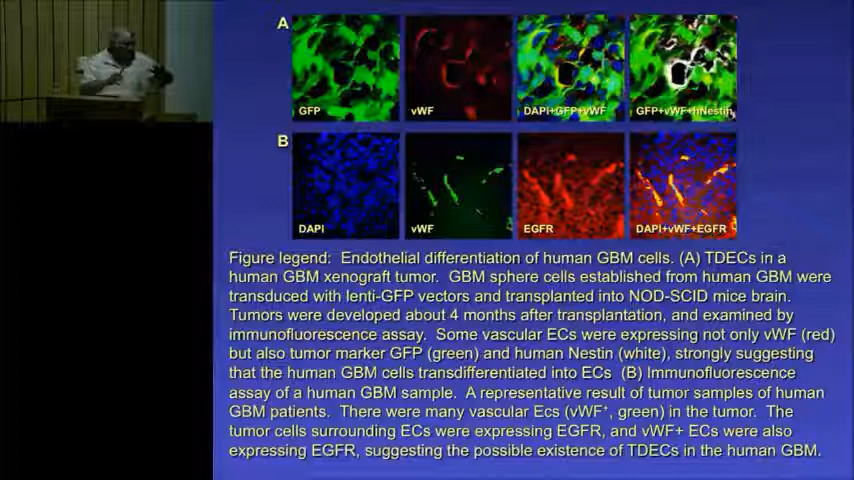 A
GFP
vWF
DAPI+GFP+vWF
GFP+vWF+hNestin
B
DAPI
vWF
EGFR
DAPI+vWF+EGFR
Figure legend: Endothelial differentiation of human GBM cells. (A) TDECs in a
human GBM xenograft tumor. GBM sphere cells established from human GBM were
transduced with lenti-GFP vectors and transplanted into NOD-SCID mice brain.
Tumors were developed about 4 months after transplantation, and examined by
immunofluorescence assay. Some vascular ECs were expressing not only vWF (red)
but also tumor marker GFP (green) and human Nestin (white), strongly suggesting
that the human GBM cells transdifferentiated into ECs (B) Immunofluorescence
assay of a human GBM sample. A representative result of tumor samples of human
GBM patients. There were many vascular Ecs (vWF⁺, green) in the tumor. The
tumor cells surrounding ECs were expressing EGFR, and vWF+ ECs were also
expressing EGFR, suggesting the possible existence of TDECs in the human GBM.